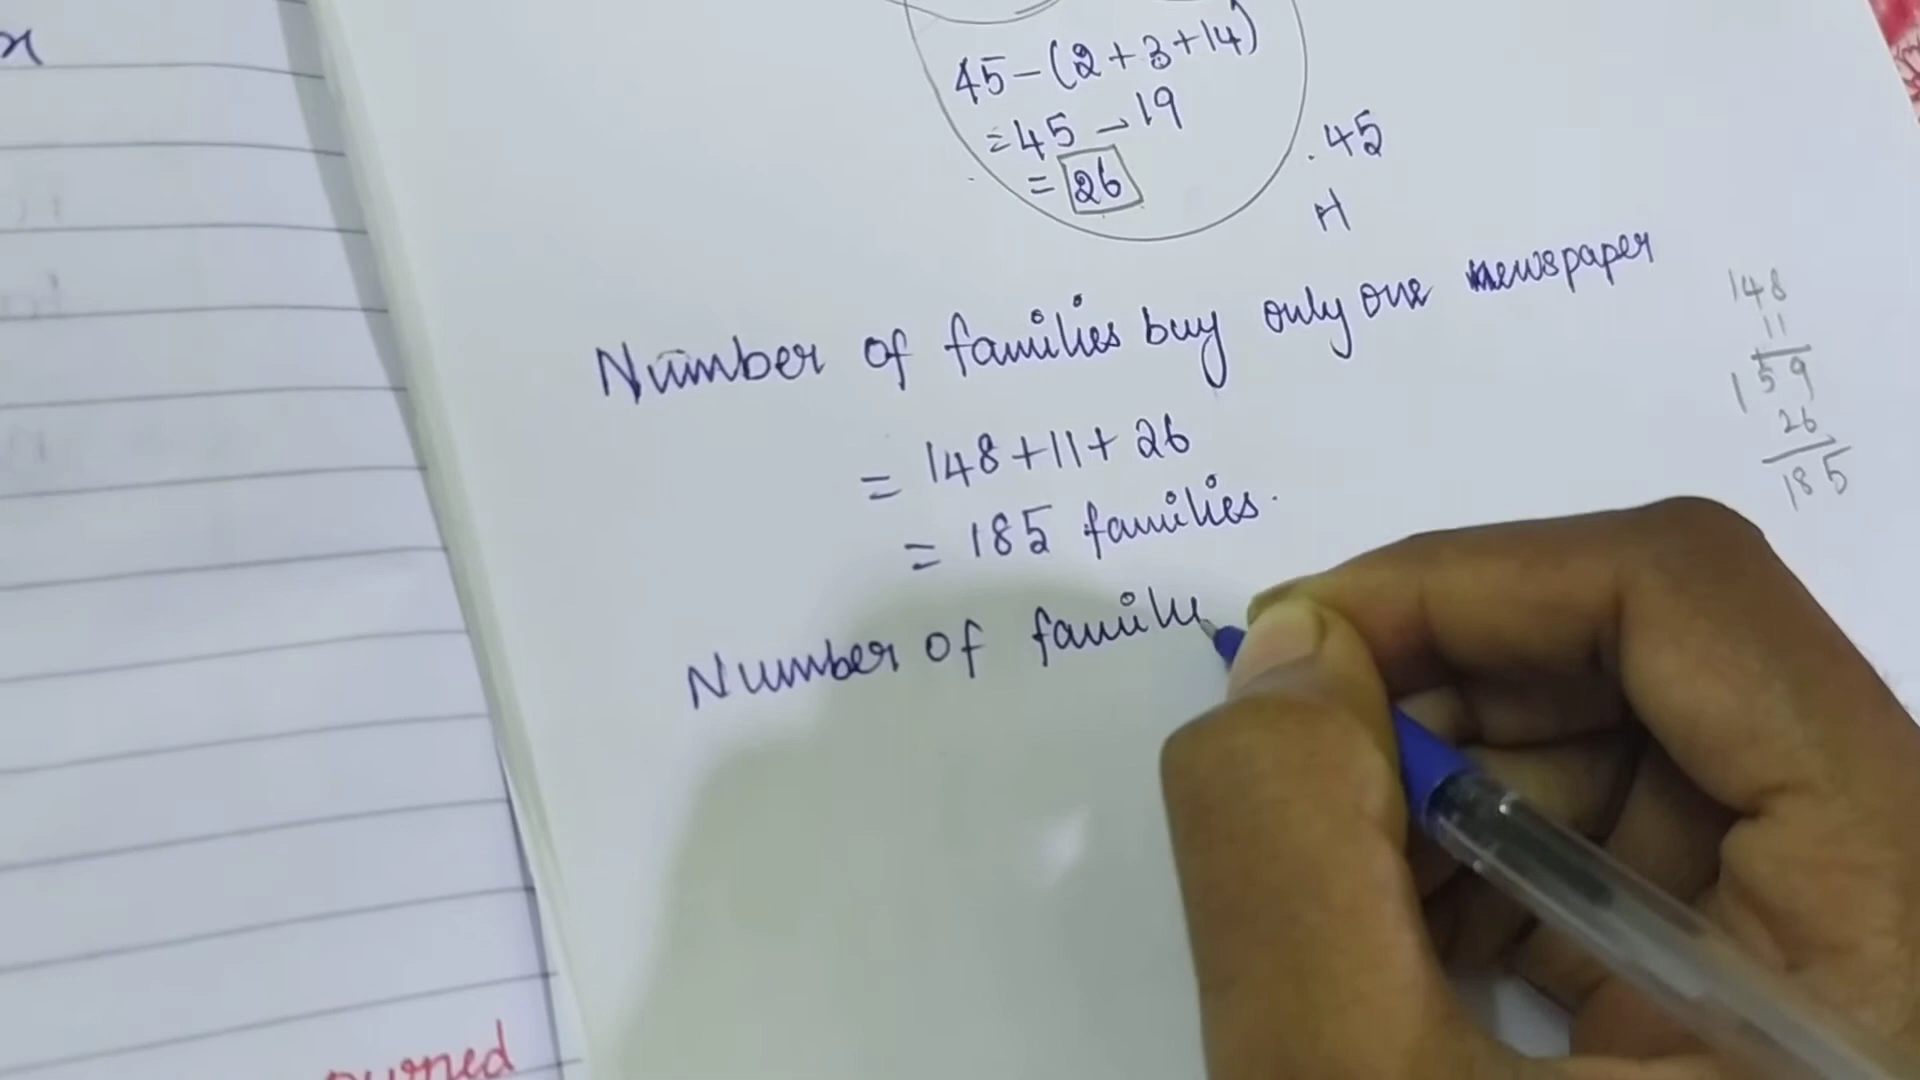 x
45-(2+3+14)
=45-19
=26
.45
H
Number of families buy only one newspaper
=148+11+26
=185 families.
148
11
159
26
185
Number of familie